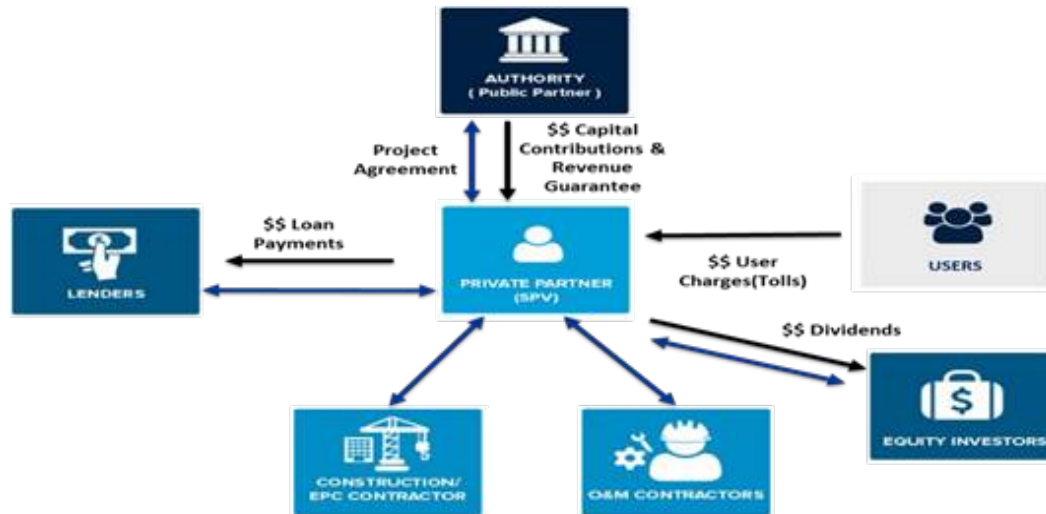 AUTHORITY
( Public Partner )
Project
Agreement
$$ Capital
Contributions &
Revenue
Guarantee
$$ Loan
Payments
LENDERS
PRIVATE PARTNER
(SPV)
$$ User
Charges(Tolls)
USERS
$$ Dividends
$
EQUITY INVESTORS
CONSTRUCTION/
EPC CONTRACTOR
O&M CONTRACTORS